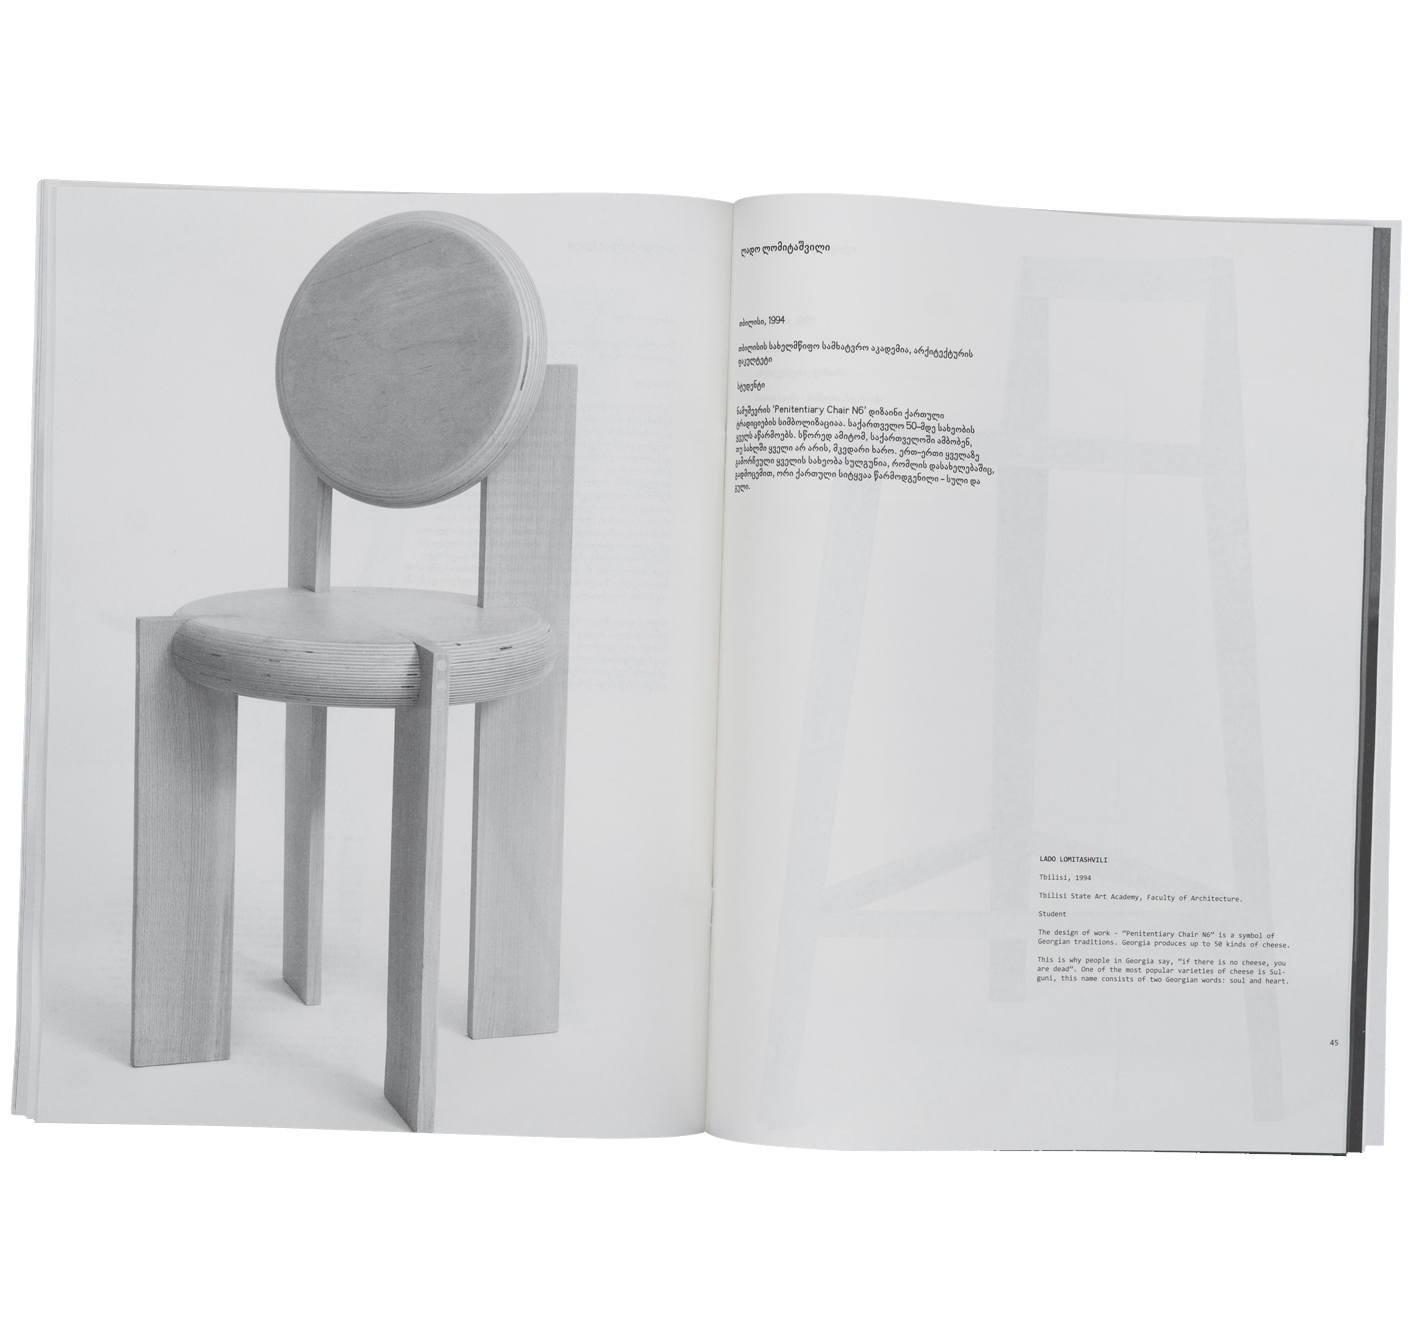 ლადო ლომიტაშვილი
თბილისი, 1994
თბილისის სახელმწიფო სამხატვრო აკადემია, არქიტექტურის
ფაკულტეტი
სტუდენტი
ნამუშევრის ‘Penitentiary Chair N6’ დიზაინი ქართული
ტრადიციების სიმბოლიზაციაა. საქართველო 50-მდე სახეობის
ყველს აწარმოებს. სწორედ ამიტომ, საქართველოში ამბობენ,
თუ სახლში ყველი არ არის, მკვდარი ხარო. ერთ-ერთი ყველაზე
გამორჩეული ყველის სახეობა სულგუნია, რომლის დასახელებაშიც,
გადმოცემით, ორი ქართული სიტყვაა წარმოდგენილი – სული და
გული.
LADO LOMITASHVILI
Tbilisi, 1994
Tbilisi State Art Academy, Faculty of Architecture.
Student
The design of work - “Penitentiary Chair N6” is a symbol of
Georgian traditions. Georgia produces up to 50 kinds of cheese.
This is why people in Georgia say, “if there is no cheese, you
are dead”. One of the most popular varieties of cheese is Sul-
guni, this name consists of two Georgian words: soul and heart.
45